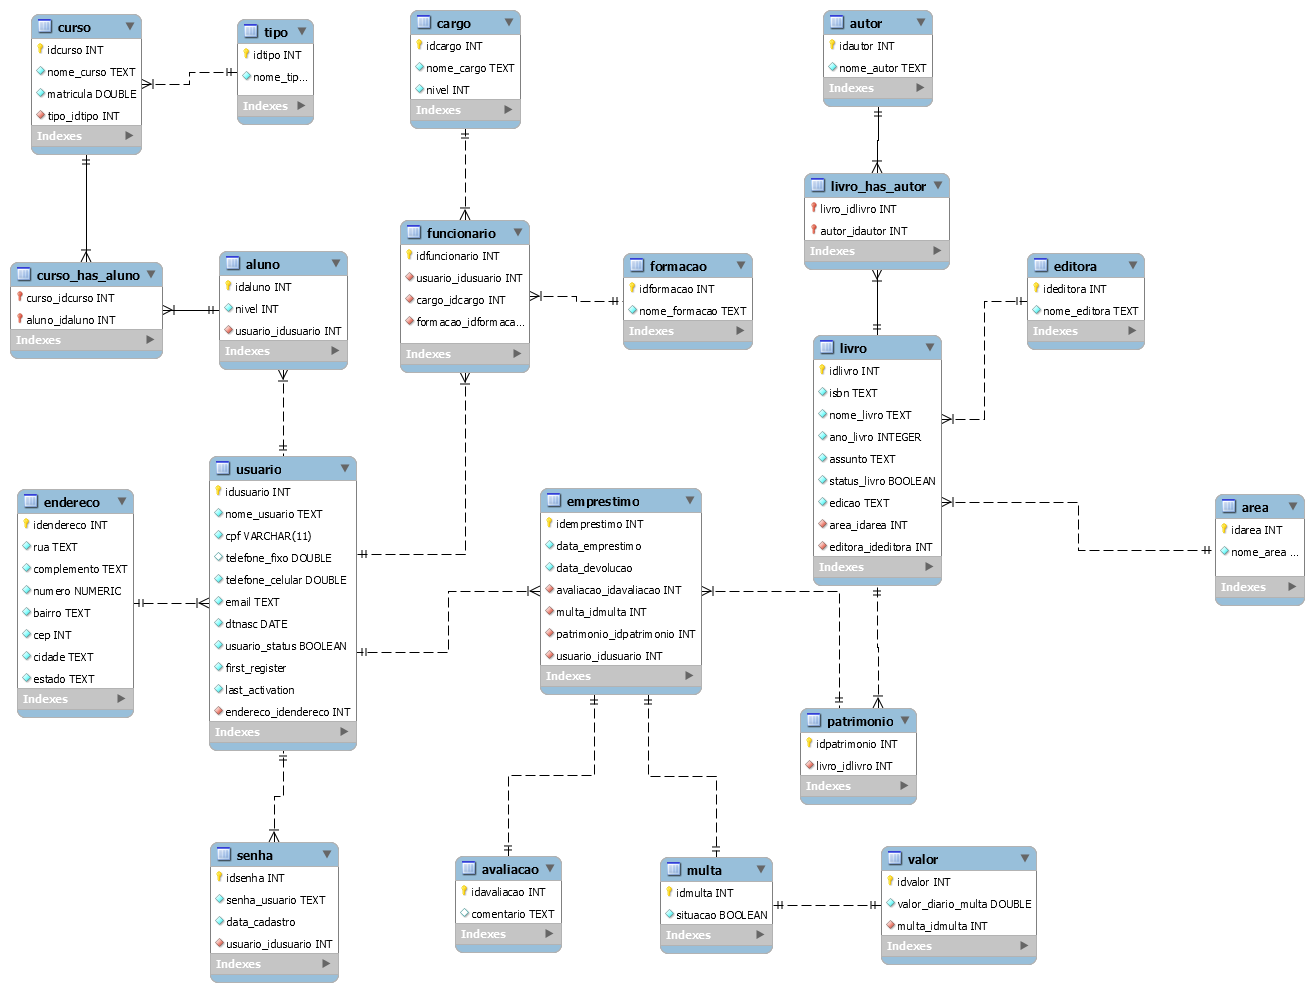 curso
idcurso INT
nome_curso TEXT
matricula DOUBLE
tipo_idtipo INT
Indexes
tipo
idtipo INT
nome_tip...
Indexes
cargo
idcargo INT
nome_cargo TEXT
nivel INT
Indexes
autor
idautor INT
nome_autor TEXT
Indexes
livro_has_autor
livro_idlivro INT
autor_idautor INT
Indexes
curso_has_aluno
curso_idcurso INT
aluno_idaluno INT
Indexes
aluno
idaluno INT
nivel INT
usuario_idusuario INT
Indexes
funcionario
idfuncionario INT
usuario_idusuario INT
cargo_idcargo INT
formacao_idformaca...
Indexes
formacao
idformacao INT
nome_formacao TEXT
Indexes
editora
ideditora INT
nome_editora TEXT
Indexes
livro
idlivro INT
isbn TEXT
nome_livro TEXT
ano_livro INTEGER
assunto TEXT
status_livro BOOLEAN
edicao TEXT
area_idarea INT
editora_ideditora INT
Indexes
endereco
idendereco INT
rua TEXT
complemento TEXT
numero NUMERIC
bairro TEXT
cep INT
cidade TEXT
estado TEXT
Indexes
usuario
idusuario INT
nome_usuario TEXT
cpf VARCHAR(11)
telefone_fixo DOUBLE
telefone_celular DOUBLE
email TEXT
dtnasc DATE
usuario_status BOOLEAN
first_register
last_activation
endereco_idendereco INT
Indexes
emprestimo
idemprestimo INT
data_emprestimo
data_devolucao
avaliacao_idavaliacao INT
multa_idmulta INT
patrimonio_idpatrimonio INT
usuario_idusuario INT
Indexes
area
idarea INT
nome_area ...
Indexes
patrimonio
idpatrimonio INT
livro_idlivro INT
Indexes
senha
idsenha INT
senha_usuario TEXT
data_cadastro
usuario_idusuario INT
Indexes
avaliacao
idavaliacao INT
comentario TEXT
Indexes
multa
idmulta INT
situacao BOOLEAN
Indexes
valor
idvalor INT
valor_diario_multa DOUBLE
multa_idmulta INT
Indexes